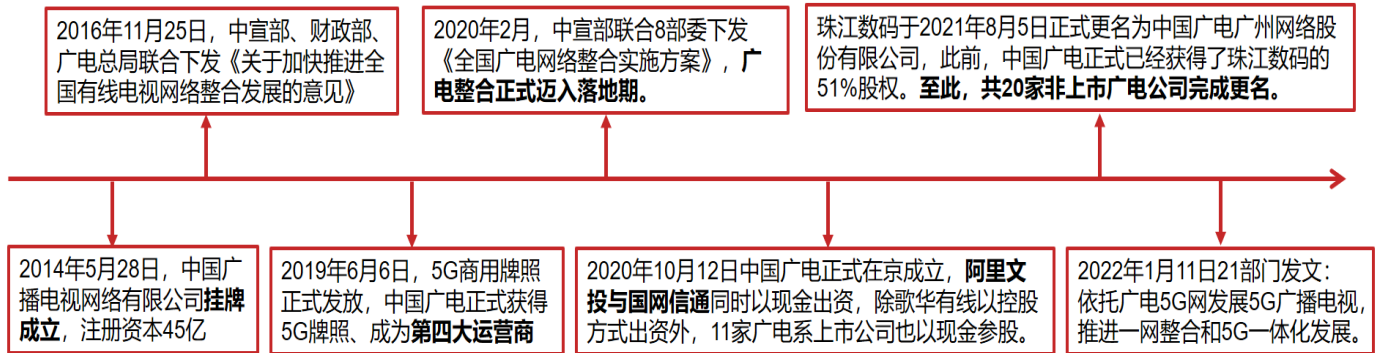 2016年11月25日，中宣部、财政部、
广电总局联合下发《关于加快推进全
国有线电视网络整合发展的意见》
2020年2月，中宣部联合8部委下发
《全国广电网络整合实施方案》，广
电整合正式迈入落地期。
珠江数码于2021年8月5日正式更名为中国广电广州网络股
份有限公司，此前，中国广电正式已经获得了珠江数码的
51%股权。至此，共20家非上市广电公司完成更名。
2014年5月28日，中国广
播电视网络有限公司挂牌
成立，注册资本45亿
2019年6月6日，5G商用牌照
正式发放，中国广电正式获得
5G牌照、成为第四大运营商
2020年10月12日中国广电正式在京成立，阿里文
投与国网信通同时以现金出资，除歌华有线以控股
方式出资外，11家广电系上市公司也以现金参股。
2022年1月11日21部门发文：
依托广电5G网发展5G广播电视，
推进一网整合和5G一体化发展。